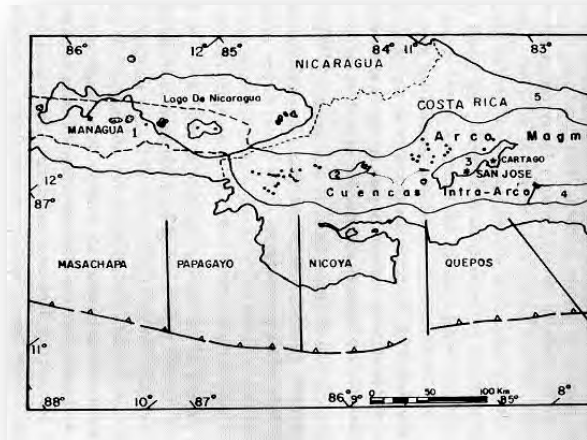 86°
12° 85°
84° 11°
83°
NICARAGUA
Lago De Nicaragua
COSTA RICA
5
MANAGUA 1
Arco Magm
3 CARTAGO
SAN JOSE
2
Cuencas Intra-Arco
4
12°
87°
MASACHAPA PAPAGAYO NICOYA QUEPOS
11°
0 50 100 Km
88° 10° 87° 86° 9° 85° 8°